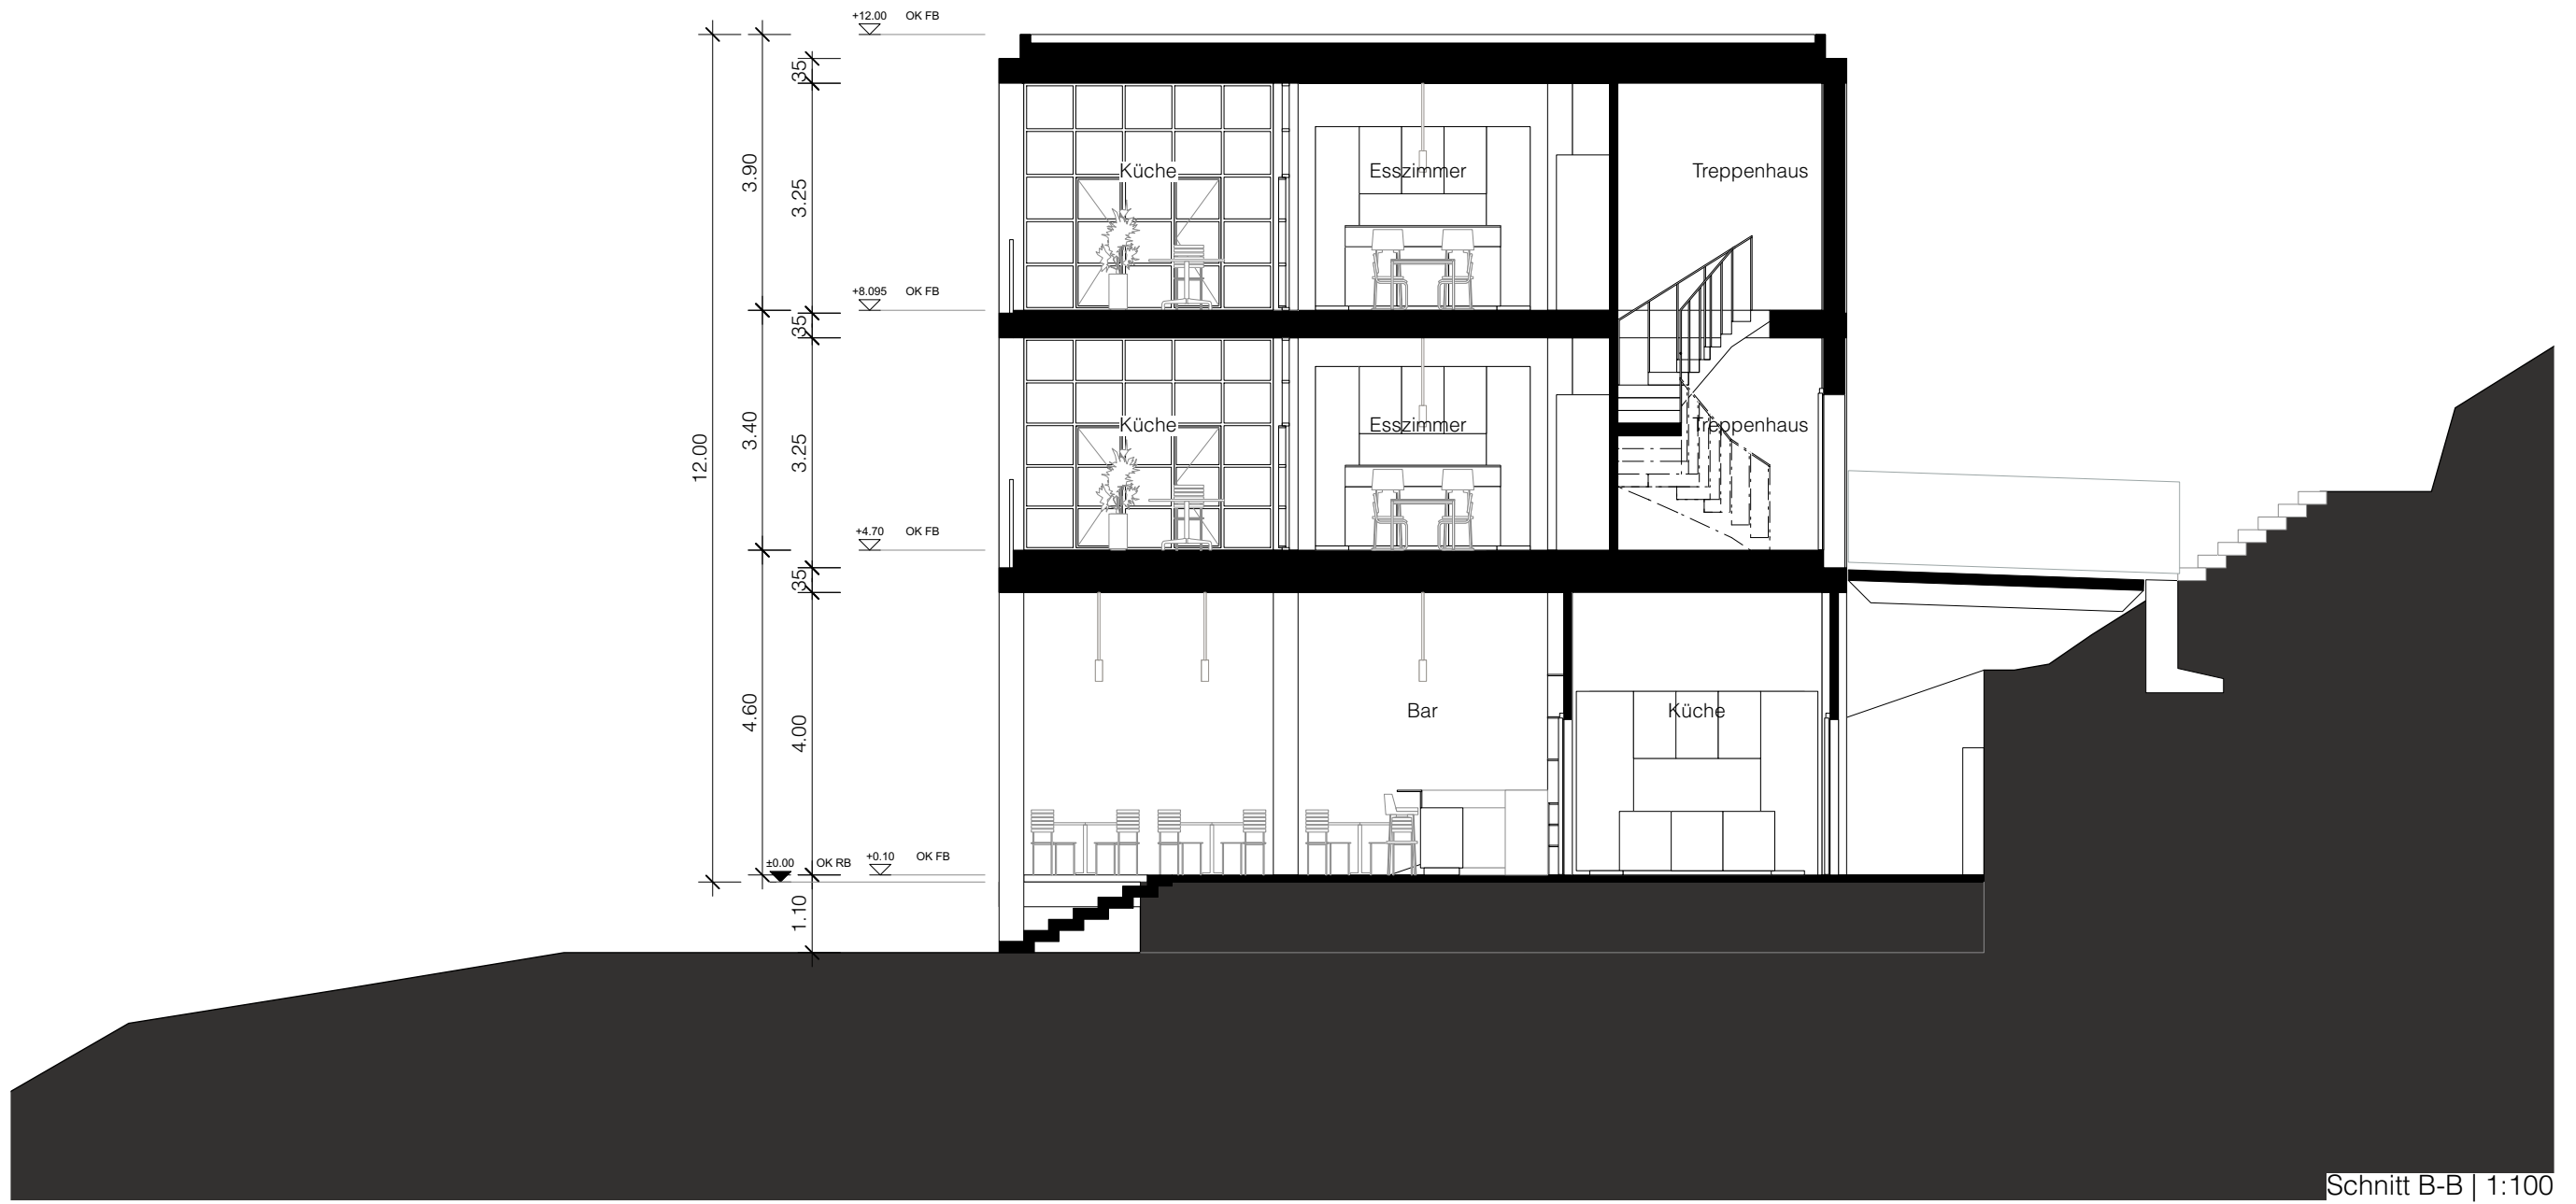 +12.00 OK FB
35
3.90
3.25
Küche
Esszimmer
Treppenhaus
+8.095 OK FB
35
12.00
3.40
3.25
Küche
Esszimmer
Treppenhaus
+4.70 OK FB
35
4.60
4.00
Bar
Küche
±0.00 OK RB
+0.10 OK FB
1.10
Schnitt B-B | 1:100